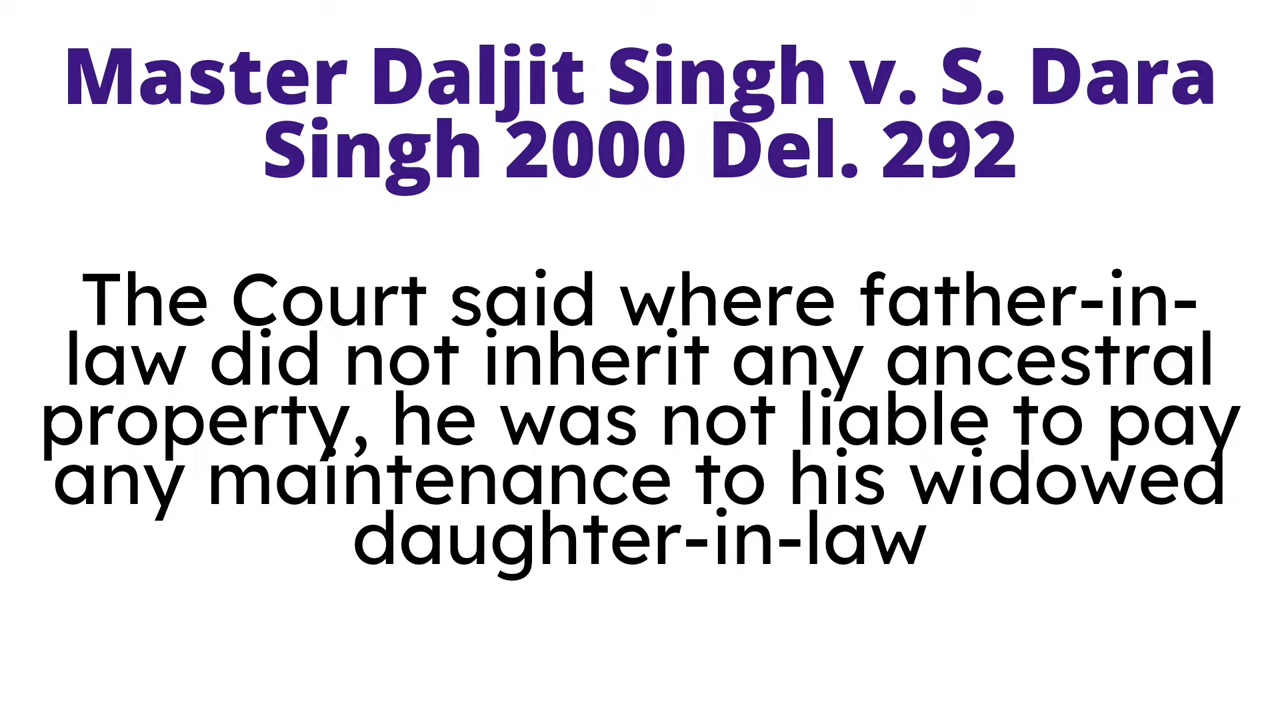 Master Daljit Singh v. S. Dara
Singh 2000 Del. 292
The Court said where father-in-
law did not inherit any ancestral
property, he was not liable to pay
any maintenance to his widowed
daughter-in-law